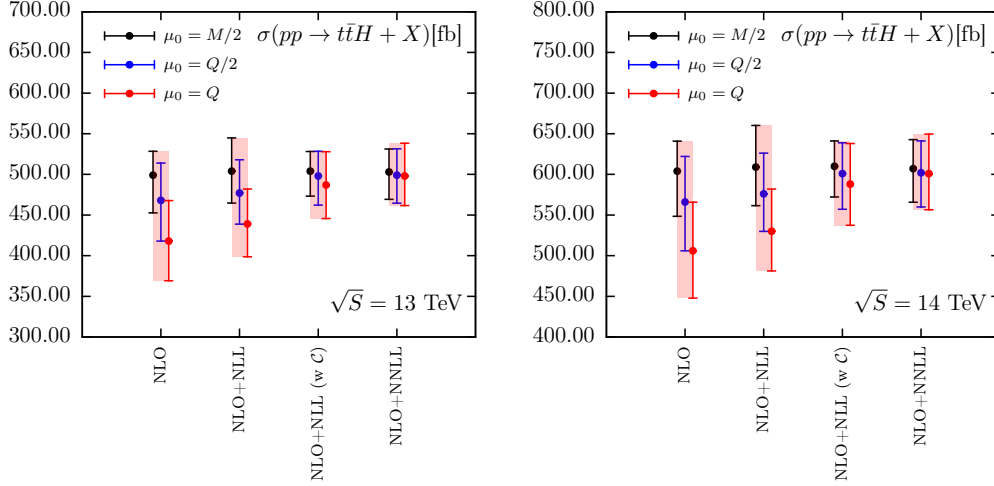 700.00
600.00
500.00
400.00
300.00
450.00
350.00
550.00
650.00
μ₀ = M/2 σ(pp → tt̄H + X)[fb]
μ₀ = Q/2
μ₀ = Q
√S = 13 TeV
NLO
NLO+NLL
NLO+NLL (w 𝒞)
NLO+NNLL
800.00
750.00
700.00
650.00
600.00
550.00
500.00
450.00
400.00
μ₀ = M/2 σ(pp → tt̄H + X)[fb]
μ₀ = Q/2
μ₀ = Q
√S = 14 TeV
NLO
NLO+NLL
NLO+NLL (w 𝒞)
NLO+NNLL